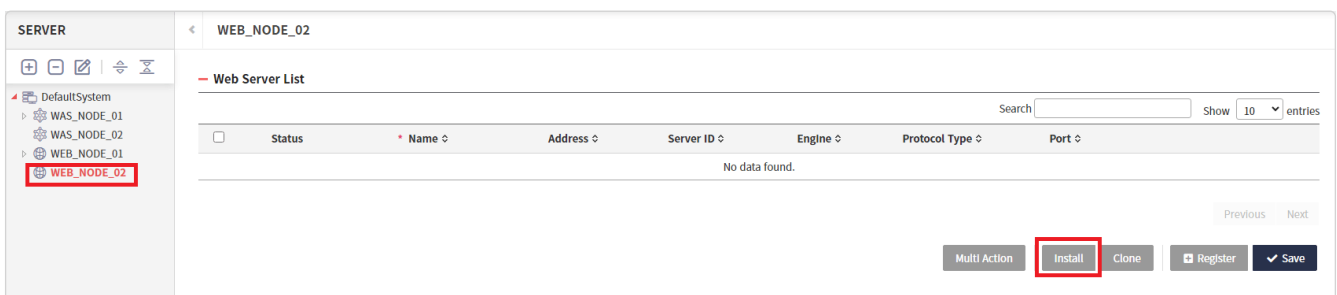 SERVER
WEB_NODE_02
DefaultSystem
WAS_NODE_01
WAS_NODE_02
WEB_NODE_01
WEB_NODE_02
Web Server List
Search Show 10 entries
Status * Name Address Server ID Engine Protocol Type Port
No data found.
Previous Next
Multi Action Install Clone Register Save